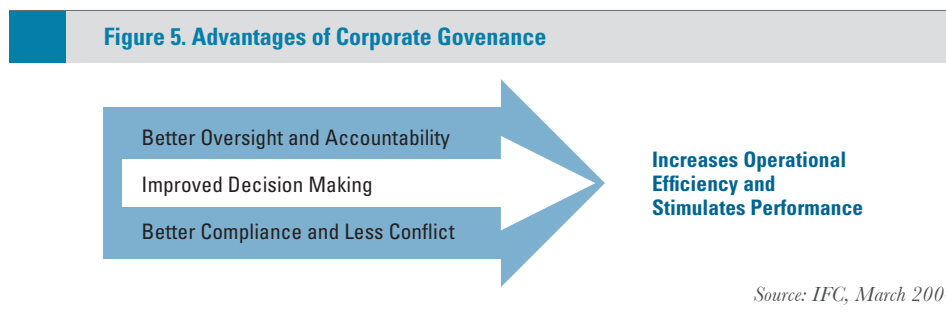 Figure 5. Advantages of Corporate Govenance
Better Oversight and Accountability
Improved Decision Making
Better Compliance and Less Conflict
Increases Operational
Efficiency and
Stimulates Performance
Source: IFC, March 200